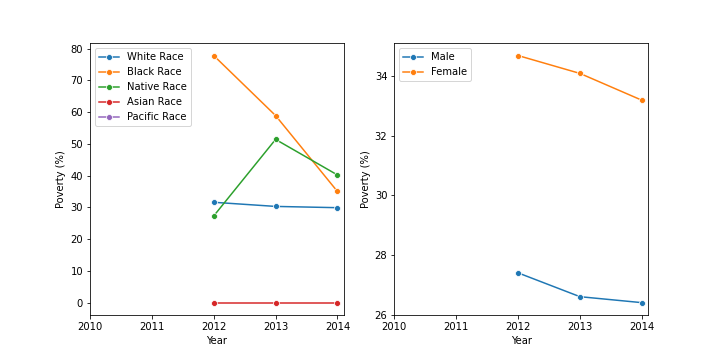 White Race
Black Race
Native Race
Asian Race
Pacific Race
80
70
60
50
40
30
20
10
0
Poverty (%)
2010 2011 2012 2013 2014
Year
Male
Female
34
32
30
28
26
Poverty (%)
2010 2011 2012 2013 2014
Year